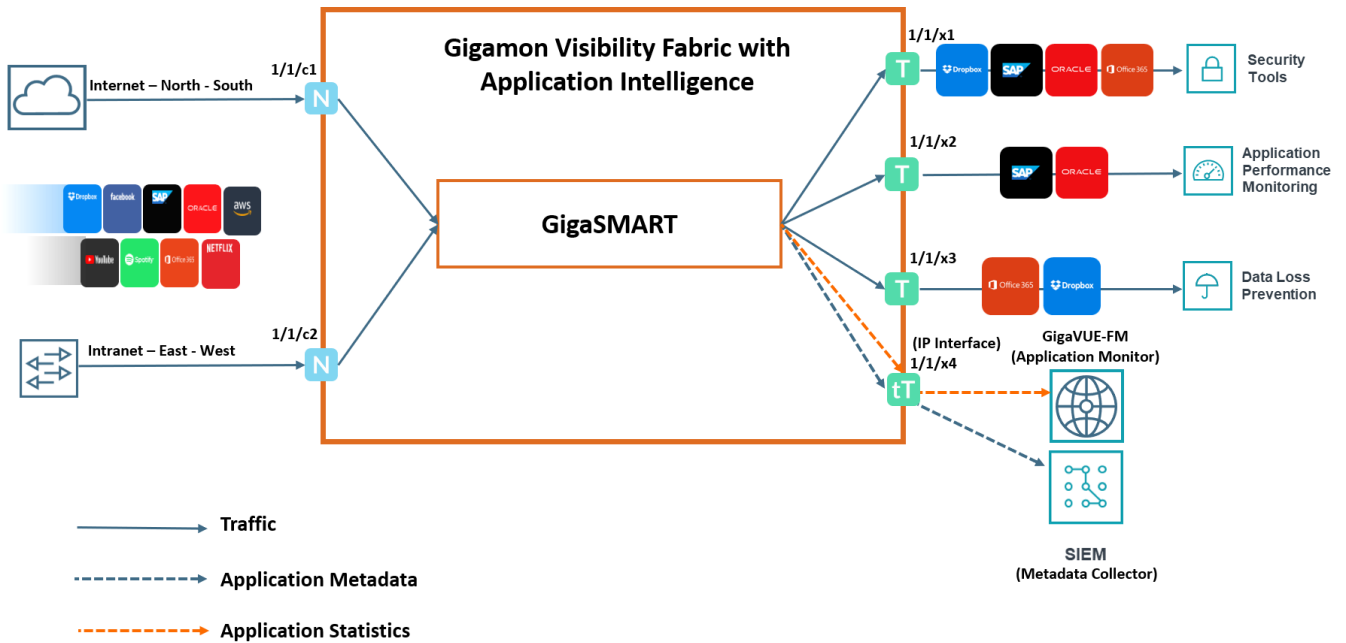 Gigamon Visibility Fabric with
Application Intelligence
Internet – North - South
1/1/c1
N
Dropbox
facebook
SAP
ORACLE
aws
YouTube
Spotify
Office 365
NETFLIX
Intranet – East - West
1/1/c2
N
GigaSMART
1/1/x1
T
Dropbox
SAP
ORACLE
Office 365
Security
Tools
1/1/x2
T
SAP
ORACLE
Application
Performance
Monitoring
1/1/x3
T
Office 365
Dropbox
Data Loss
Prevention
(IP Interface)
1/1/x4
tT
GigaVUE-FM
(Application Monitor)
SIEM
(Metadata Collector)
Traffic
Application Metadata
Application Statistics